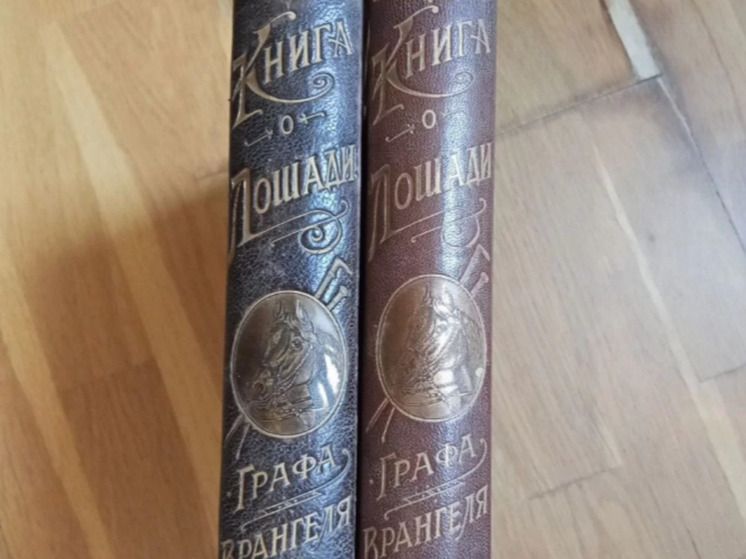 Книга
о
Лошади
Графа
Врангеля
Книга
о
Лошади
Графа
Врангеля